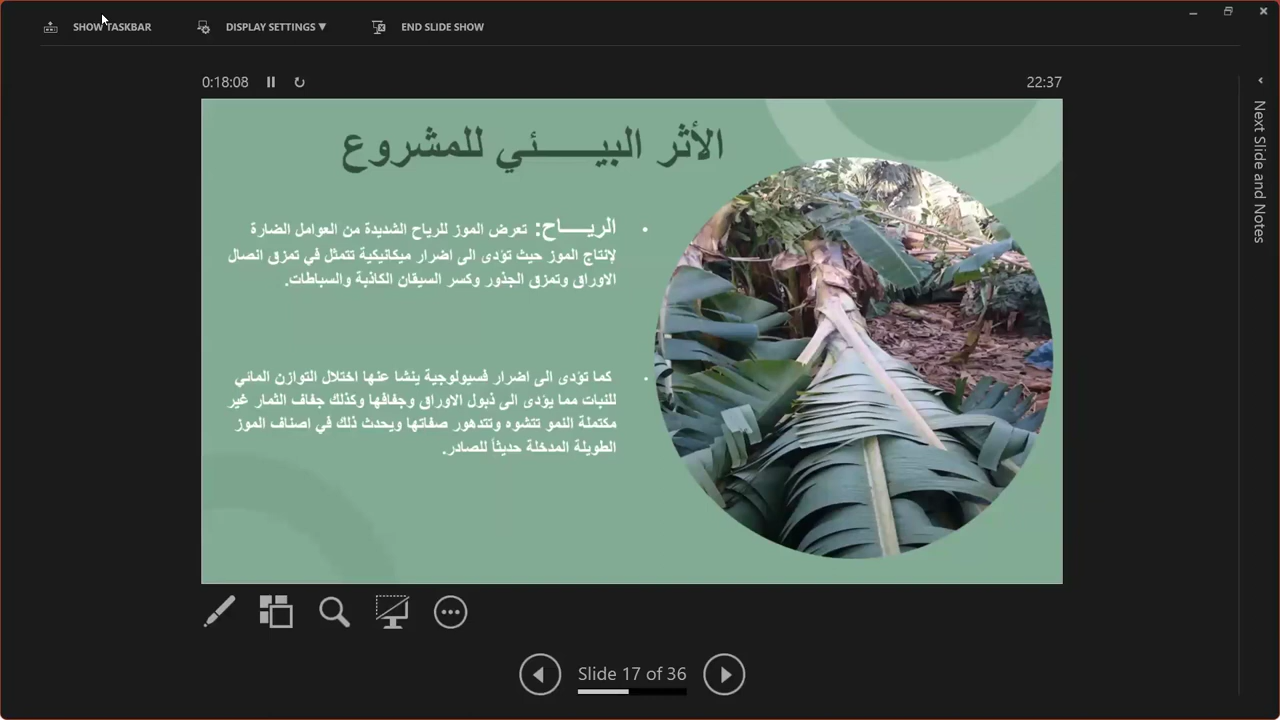 SHOW TASKBAR
DISPLAY SETTINGS ▼
END SLIDE SHOW
0:18:08
22:37
الأثر البيـــــئي للمشروع
• الريـــاح: تعرض الموز للرياح الشديدة من العوامل الضارة
لإنتاج الموز حيث تؤدى الى اضرار ميكانيكية تتمثل في تمزق انصال
الاوراق وتمزق الجذور وكسر السيقان الكاذبة والسباطات.
• كما تؤدى الى اضرار فسيولوجية ينشا عنها اختلال التوازن المائي
للنبات مما يؤدى الى ذبول الاوراق وجفافها وكذلك جفاف الثمار غير
مكتملة النمو تتشوه وتتدهور صفاتها ويحدث ذلك في اصناف الموز
الطويلة المدخلة حديثاً للصادر.
Next Slide and Notes
Slide 17 of 36